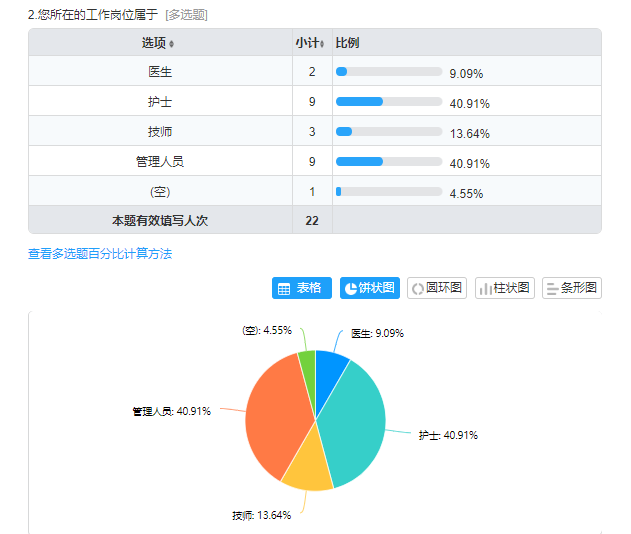 2.您所在的工作岗位属于 [多选题]
选项 小计 比例
医生 2 9.09%
护士 9 40.91%
技师 3 13.64%
管理人员 9 40.91%
(空) 1 4.55%
本题有效填写人次 22
查看多选题百分比计算方法
表格 饼状图 圆环图 柱状图 条形图
(空): 4.55% 医生: 9.09%
管理人员: 40.91%
护士: 40.91%
技师: 13.64%